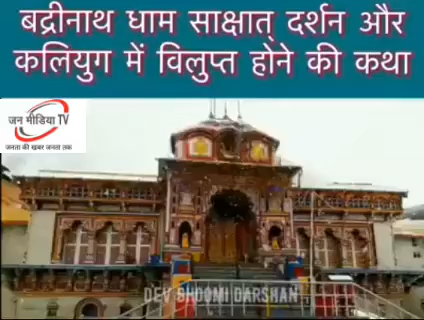 बद्रीनाथ धाम साक्षात् दर्शन और
कलियुग में विलुप्त होने की कथा
जन मीडिया TV
जनता की खबर जनता तक
DEV BHOOMI DARSHAN